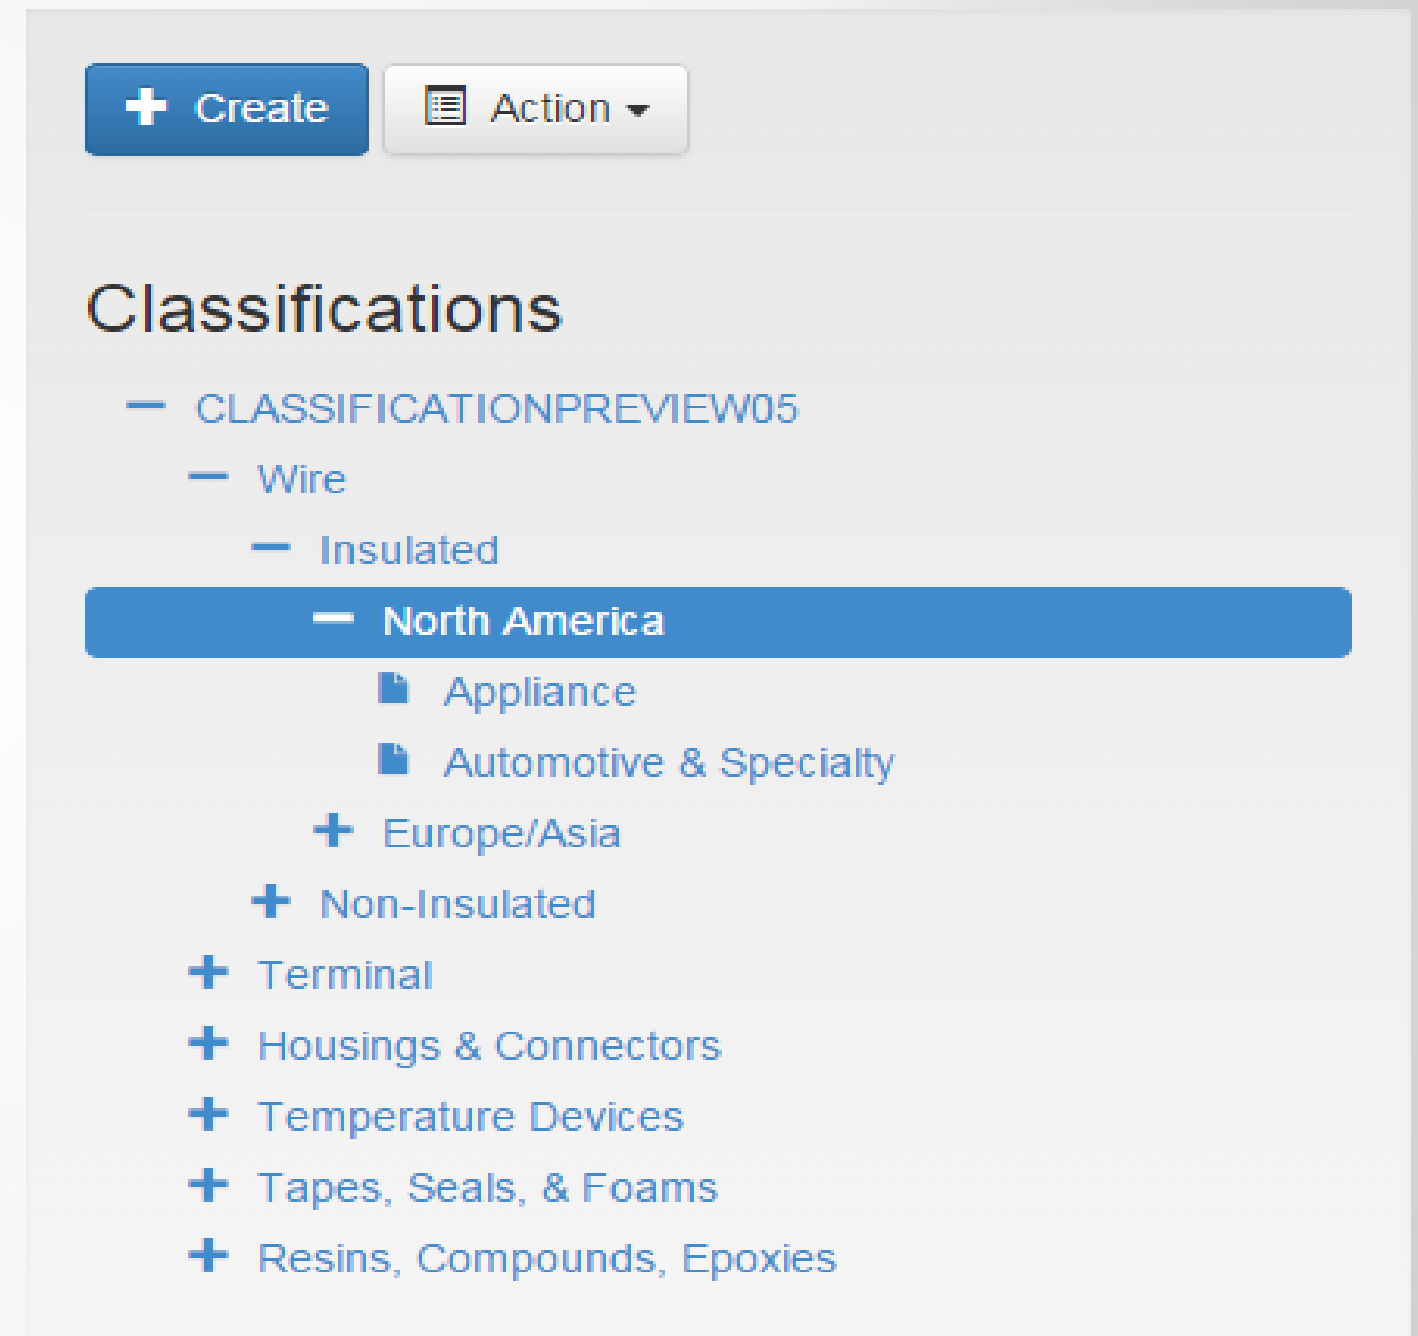 Create Action
Classifications
CLASSIFICATIONPREVIEW05
Wire
Insulated
North America
Appliance
Automotive & Specialty
Europe/Asia
Non-Insulated
Terminal
Housings & Connectors
Temperature Devices
Tapes, Seals, & Foams
Resins, Compounds, Epoxies